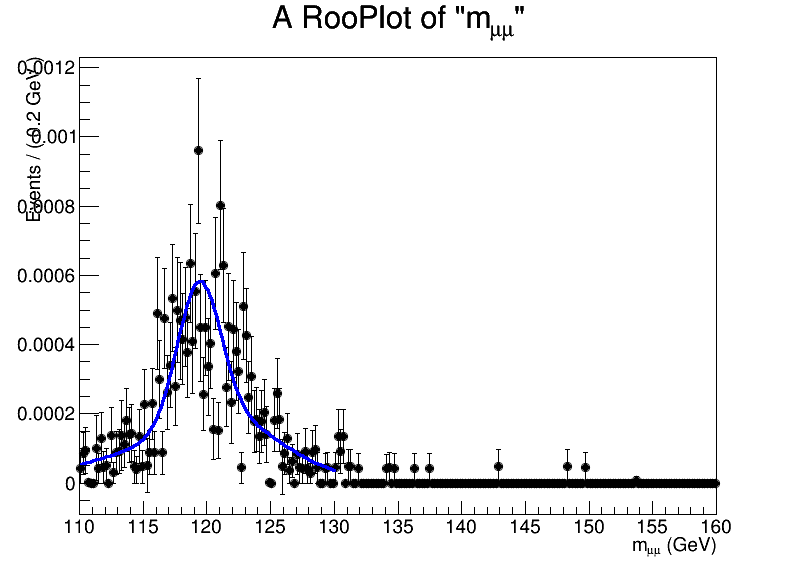 A RooPlot of "mμμ"
Events / ( 0.2 GeV )
0.0012
0.001
0.0008
0.0006
0.0004
0.0002
0
110 115 120 125 130 135 140 145 150 155 160
mμμ (GeV)